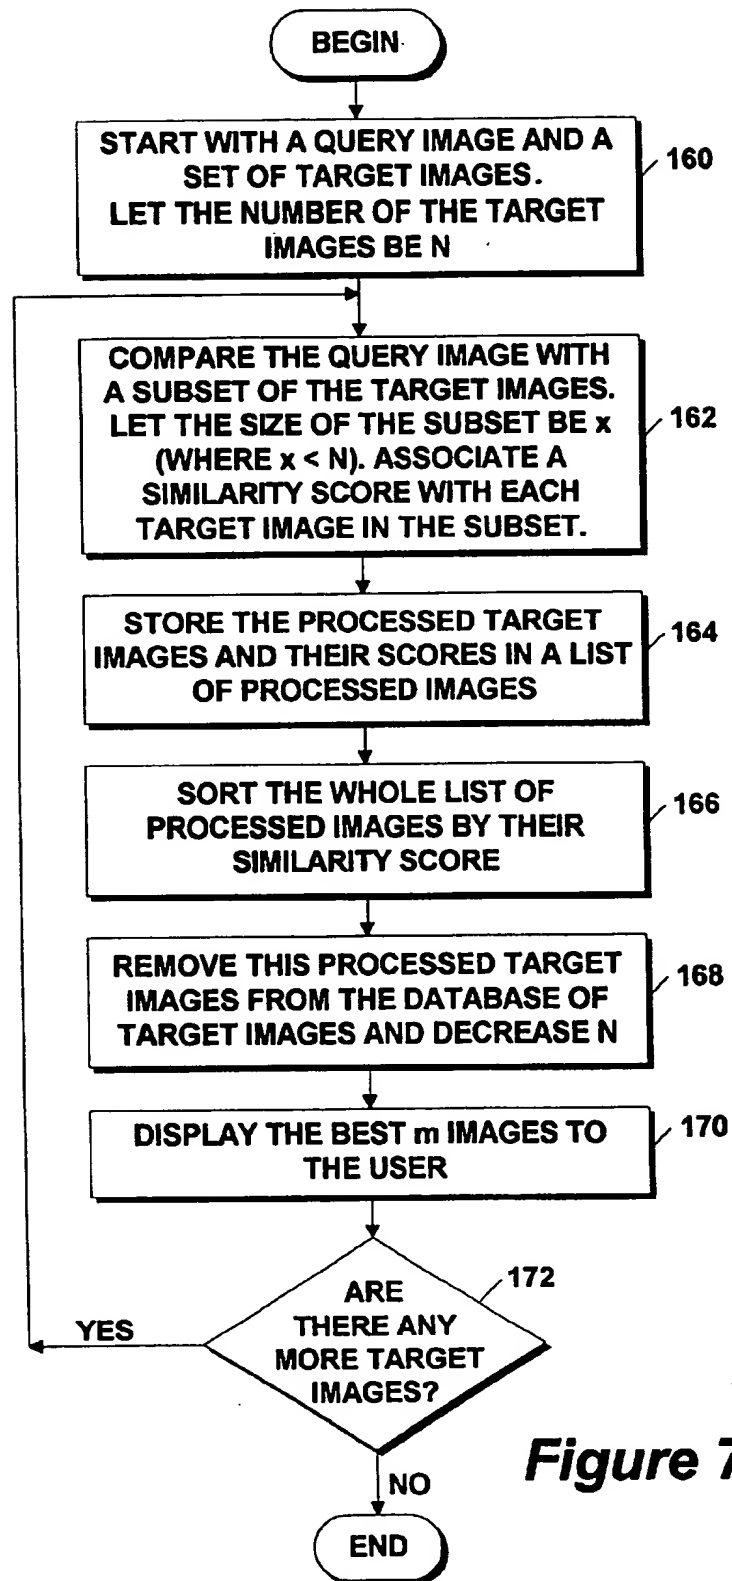 BEGIN
START WITH A QUERY IMAGE AND A
SET OF TARGET IMAGES.
LET THE NUMBER OF THE TARGET
IMAGES BE N
160
COMPARE THE QUERY IMAGE WITH
A SUBSET OF THE TARGET IMAGES.
LET THE SIZE OF THE SUBSET BE x
(WHERE x < N). ASSOCIATE A
SIMILARITY SCORE WITH EACH
TARGET IMAGE IN THE SUBSET.
162
STORE THE PROCESSED TARGET
IMAGES AND THEIR SCORES IN A LIST
OF PROCESSED IMAGES
164
SORT THE WHOLE LIST OF
PROCESSED IMAGES BY THEIR
SIMILARITY SCORE
166
REMOVE THIS PROCESSED TARGET
IMAGES FROM THE DATABASE OF
TARGET IMAGES AND DECREASE N
168
DISPLAY THE BEST m IMAGES TO
THE USER
170
ARE
THERE ANY
MORE TARGET
IMAGES?
172
YES
NO
END
Figure 7